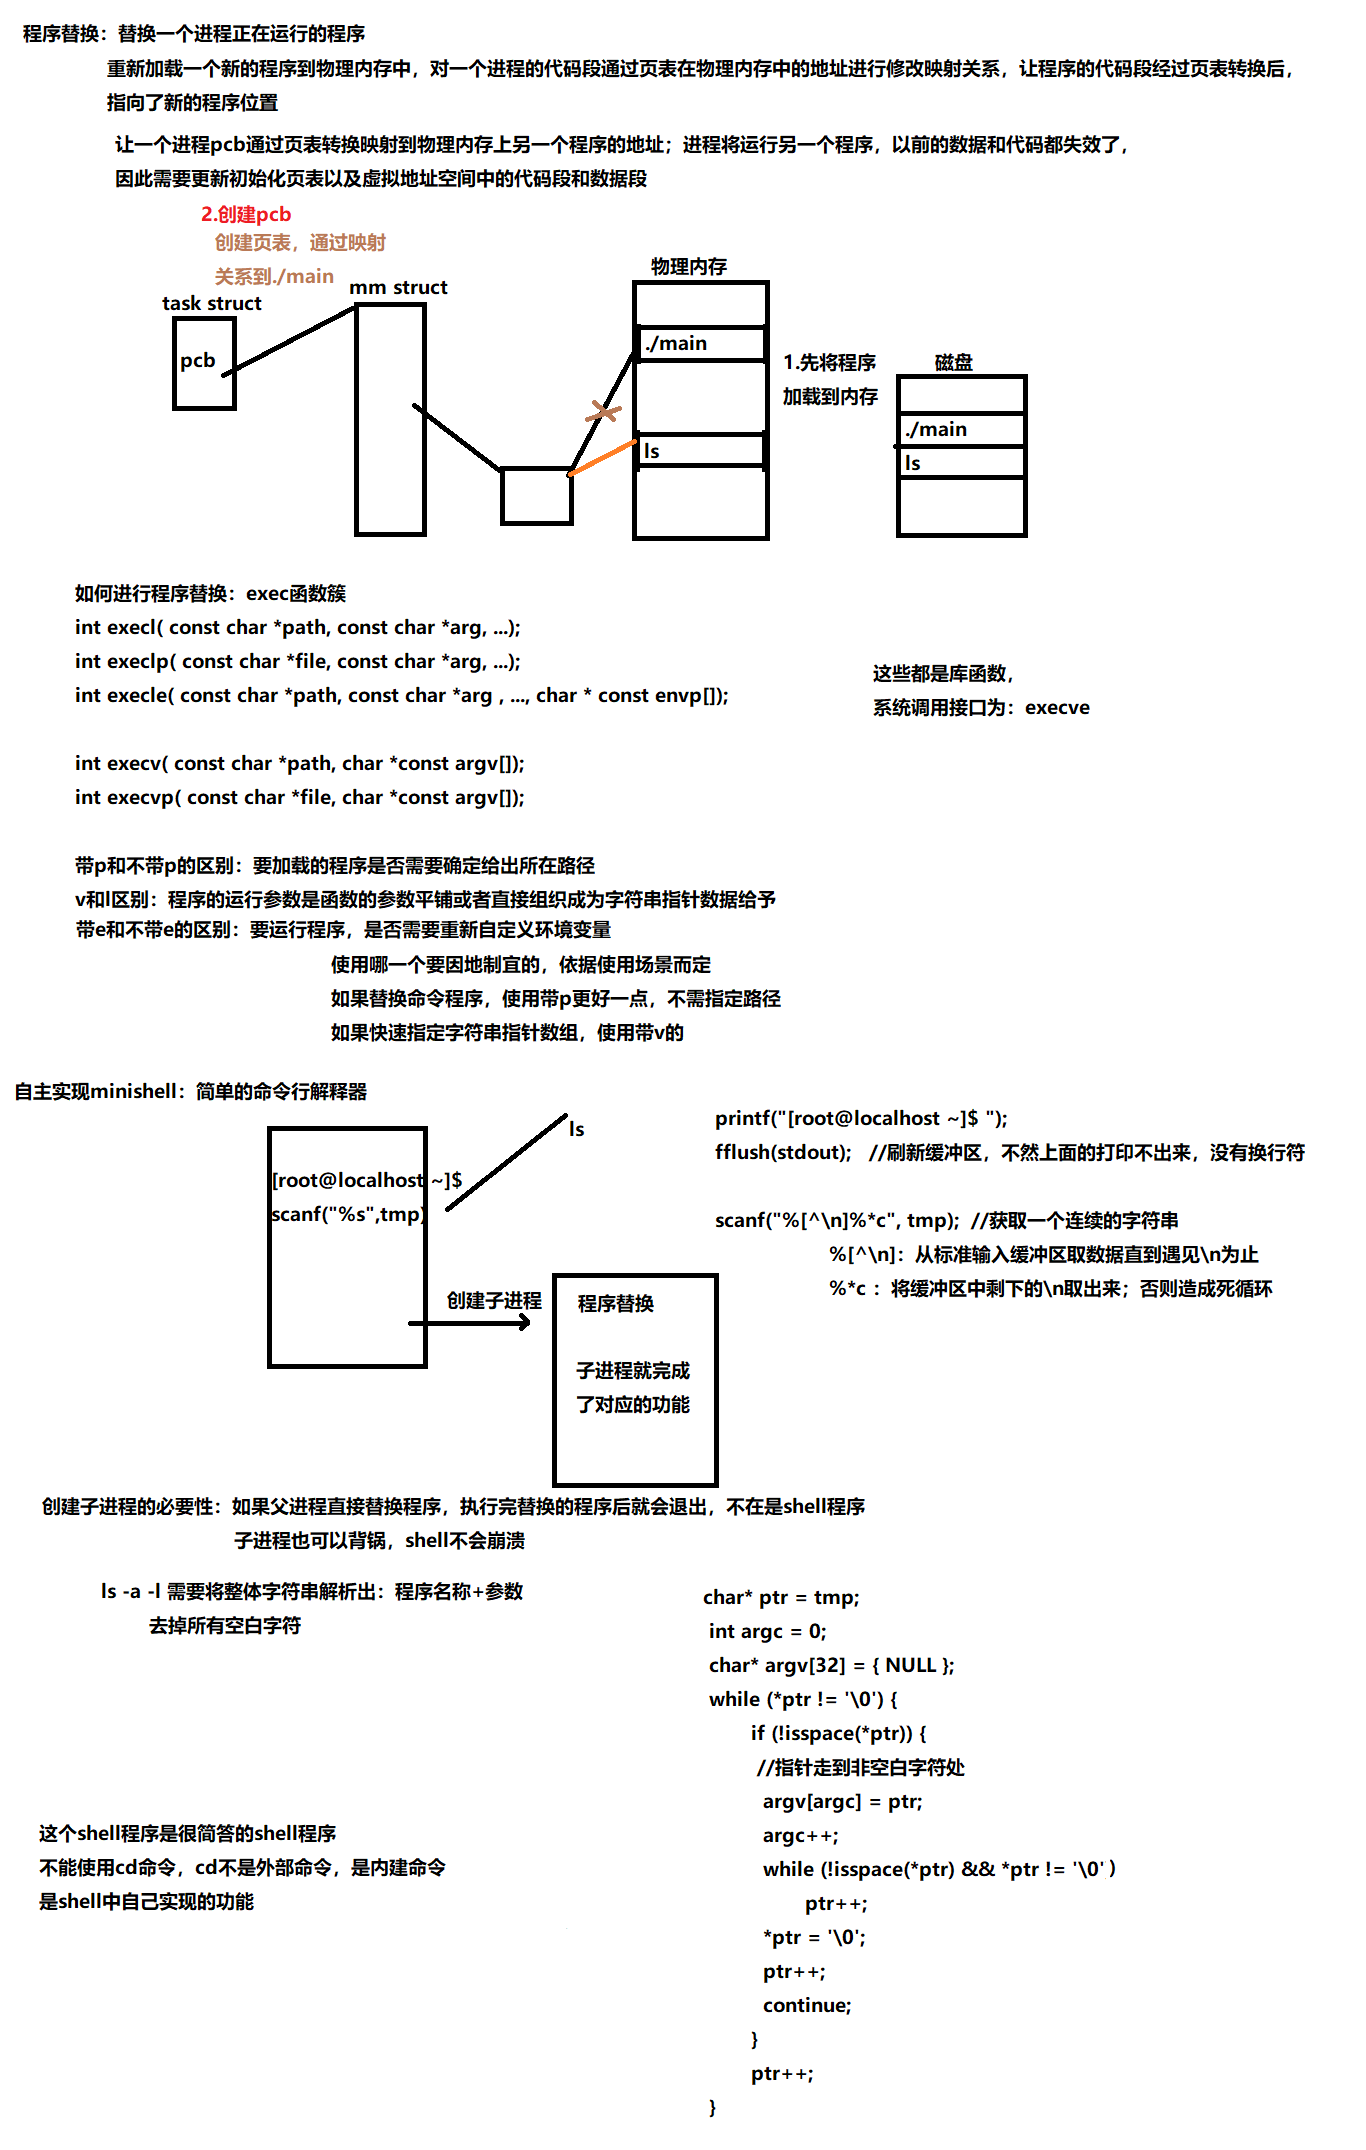 程序替换：替换一个进程正在运行的程序
重新加载一个新的程序到物理内存中，对一个进程的代码段通过页表在物理内存中的地址进行修改映射关系，让程序的代码段经过页表转换后，
指向了新的程序位置
让一个进程pcb通过页表转换映射到物理内存上另一个程序的地址；进程将运行另一个程序，以前的数据和代码都失效了，
因此需要更新初始化页表以及虚拟地址空间中的代码段和数据段
2.创建pcb
创建页表，通过映射
关系到./main
task struct
mm struct
物理内存
pcb
./main
ls
1.先将程序
加载到内存
磁盘
./main
ls
如何进行程序替换：exec函数簇
int execl( const char *path, const char *arg, ...);
int execlp( const char *file, const char *arg, ...);
int execle( const char *path, const char *arg , ..., char * const envp[]);
这些都是库函数，
系统调用接口为：execve
int execv( const char *path, char *const argv[]);
int execvp( const char *file, char *const argv[]);
带p和不带p的区别：要加载的程序是否需要确定给出所在路径
v和l区别：程序的运行参数是函数的参数平铺或者直接组织成为字符串指针数据给予
带e和不带e的区别：要运行程序，是否需要重新自定义环境变量
使用哪一个要因地制宜的，依据使用场景而定
如果替换命令程序，使用带p更好一点，不需指定路径
如果快速指定字符串指针数组，使用带v的
自主实现minishell：简单的命令行解释器
[root@localhost ~]$
scanf("%s",tmp)
ls
创建子进程
程序替换
子进程就完成
了对应的功能
printf("[root@localhost ~]$ ");
fflush(stdout);   //刷新缓冲区，不然上面的打印不出来，没有换行符
scanf("%[^\n]%*c", tmp);  //获取一个连续的字符串
%[^\n]：从标准输入缓冲区取数据直到遇见\n为止
%*c ：将缓冲区中剩下的\n取出来；否则造成死循环
创建子进程的必要性：如果父进程直接替换程序，执行完替换的程序后就会退出，不在是shell程序
子进程也可以背锅，shell不会崩溃
ls -a -l 需要将整体字符串解析出：程序名称+参数
去掉所有空白字符
这个shell程序是很简答的shell程序
不能使用cd命令，cd不是外部命令，是内建命令
是shell中自己实现的功能
char* ptr = tmp;
int argc = 0;
char* argv[32] = { NULL };
while (*ptr != '\0') {
if (!isspace(*ptr)) {
//指针走到非空白字符处
argv[argc] = ptr;
argc++;
while (!isspace(*ptr) && *ptr != '\0')
ptr++;
*ptr = '\0';
ptr++;
continue;
}
ptr++;
}